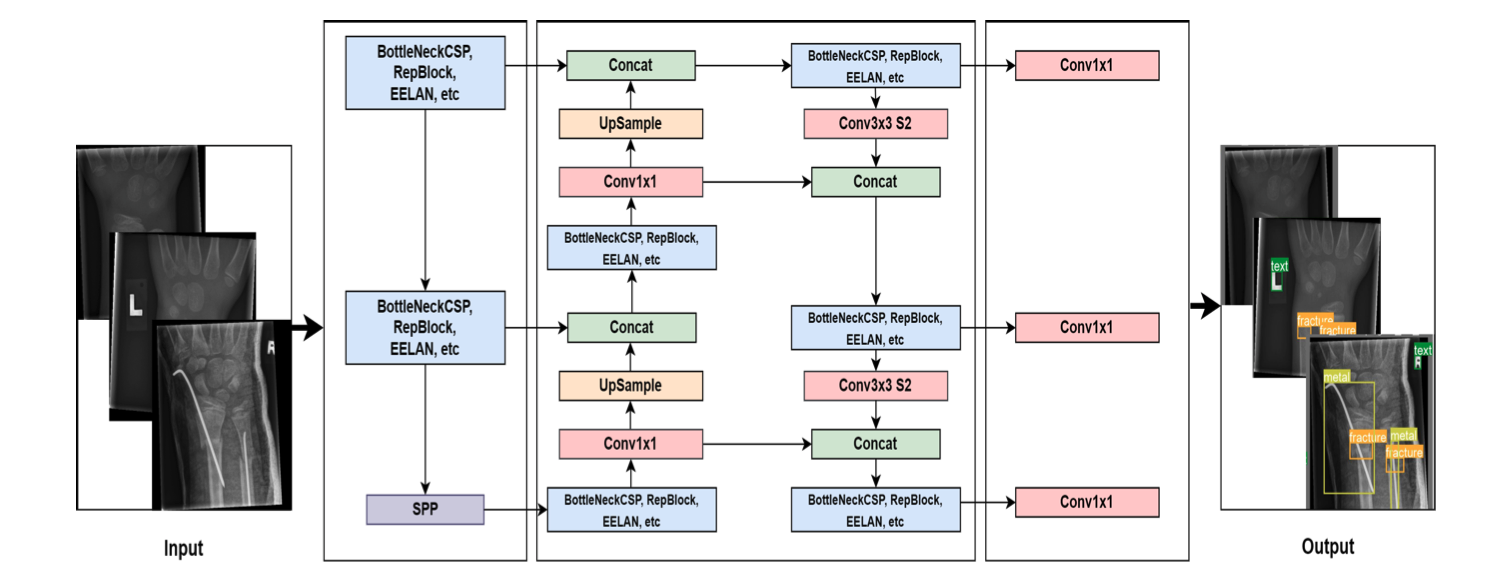 BottleNeckCSP,
RepBlock,
EELAN, etc
BottleNeckCSP,
RepBlock,
EELAN, etc
SPP
Concat
UpSample
Conv1x1
BottleNeckCSP, RepBlock,
EELAN, etc
Concat
UpSample
Conv1x1
BottleNeckCSP, RepBlock,
EELAN, etc
BottleNeckCSP, RepBlock,
EELAN, etc
Conv3x3 S2
Concat
BottleNeckCSP, RepBlock,
EELAN, etc
Conv3x3 S2
Concat
BottleNeckCSP, RepBlock,
EELAN, etc
Conv1x1
Conv1x1
Conv1x1
L
R
Input
text
L
fracture
fracture
text
R
metal
fracture
metal
fracture
Output